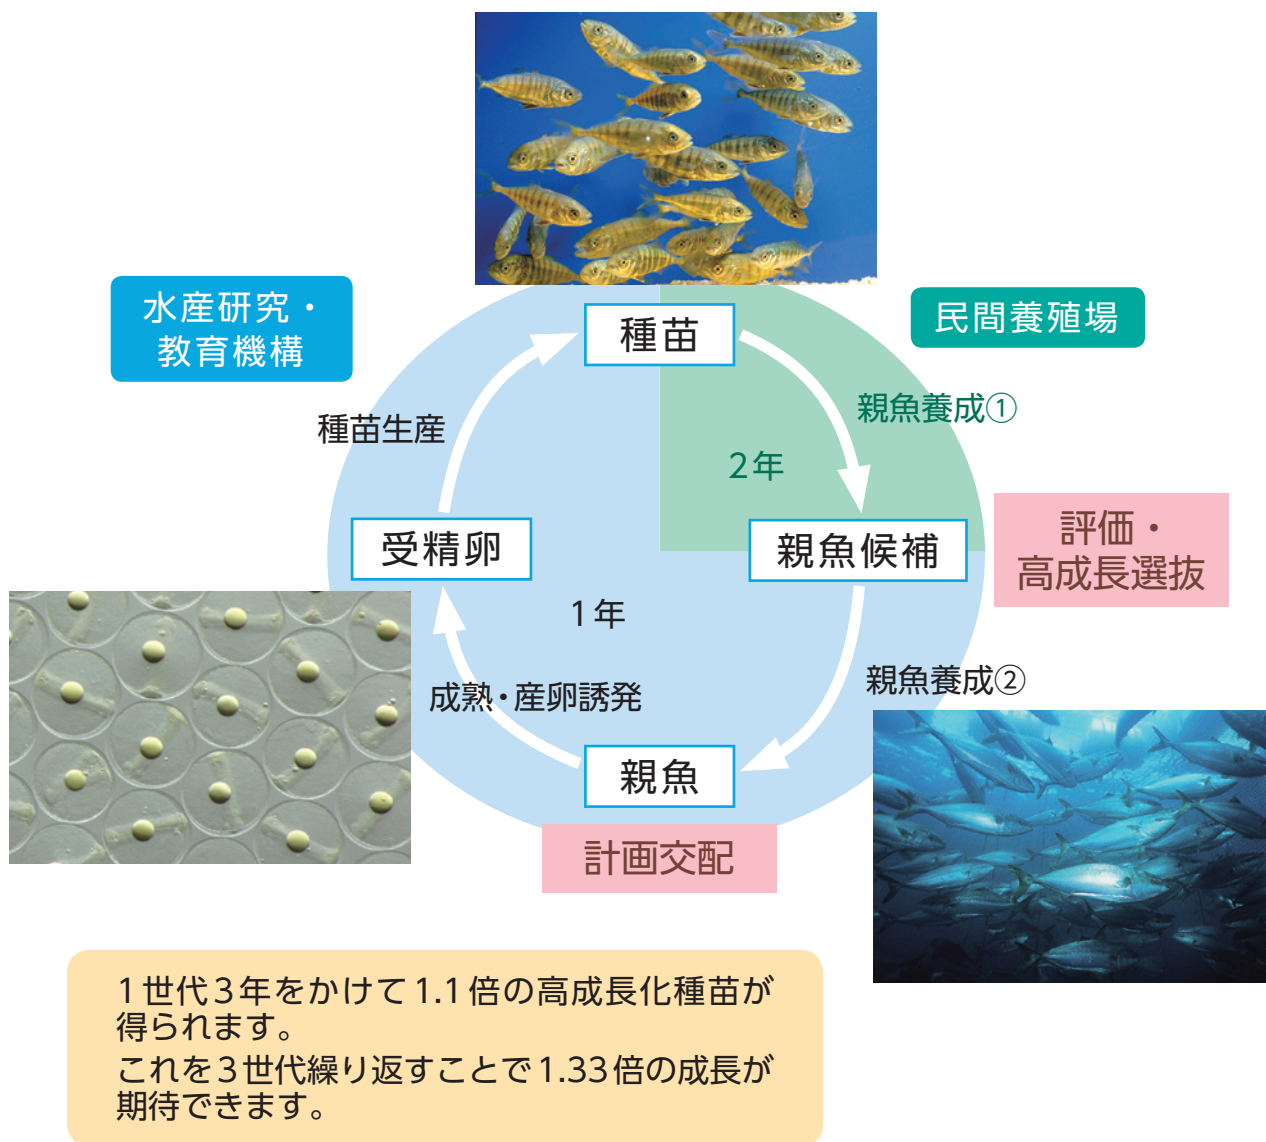 水産研究・
教育機構
種苗
民間養殖場
種苗生産
親魚養成①
2年
受精卵
親魚候補
評価・
高成長選抜
1年
成熟・産卵誘発
親魚養成②
親魚
計画交配
1世代3年をかけて1.1倍の高成長化種苗が
得られます。
これを3世代繰り返すことで1.33倍の成長が
期待できます。